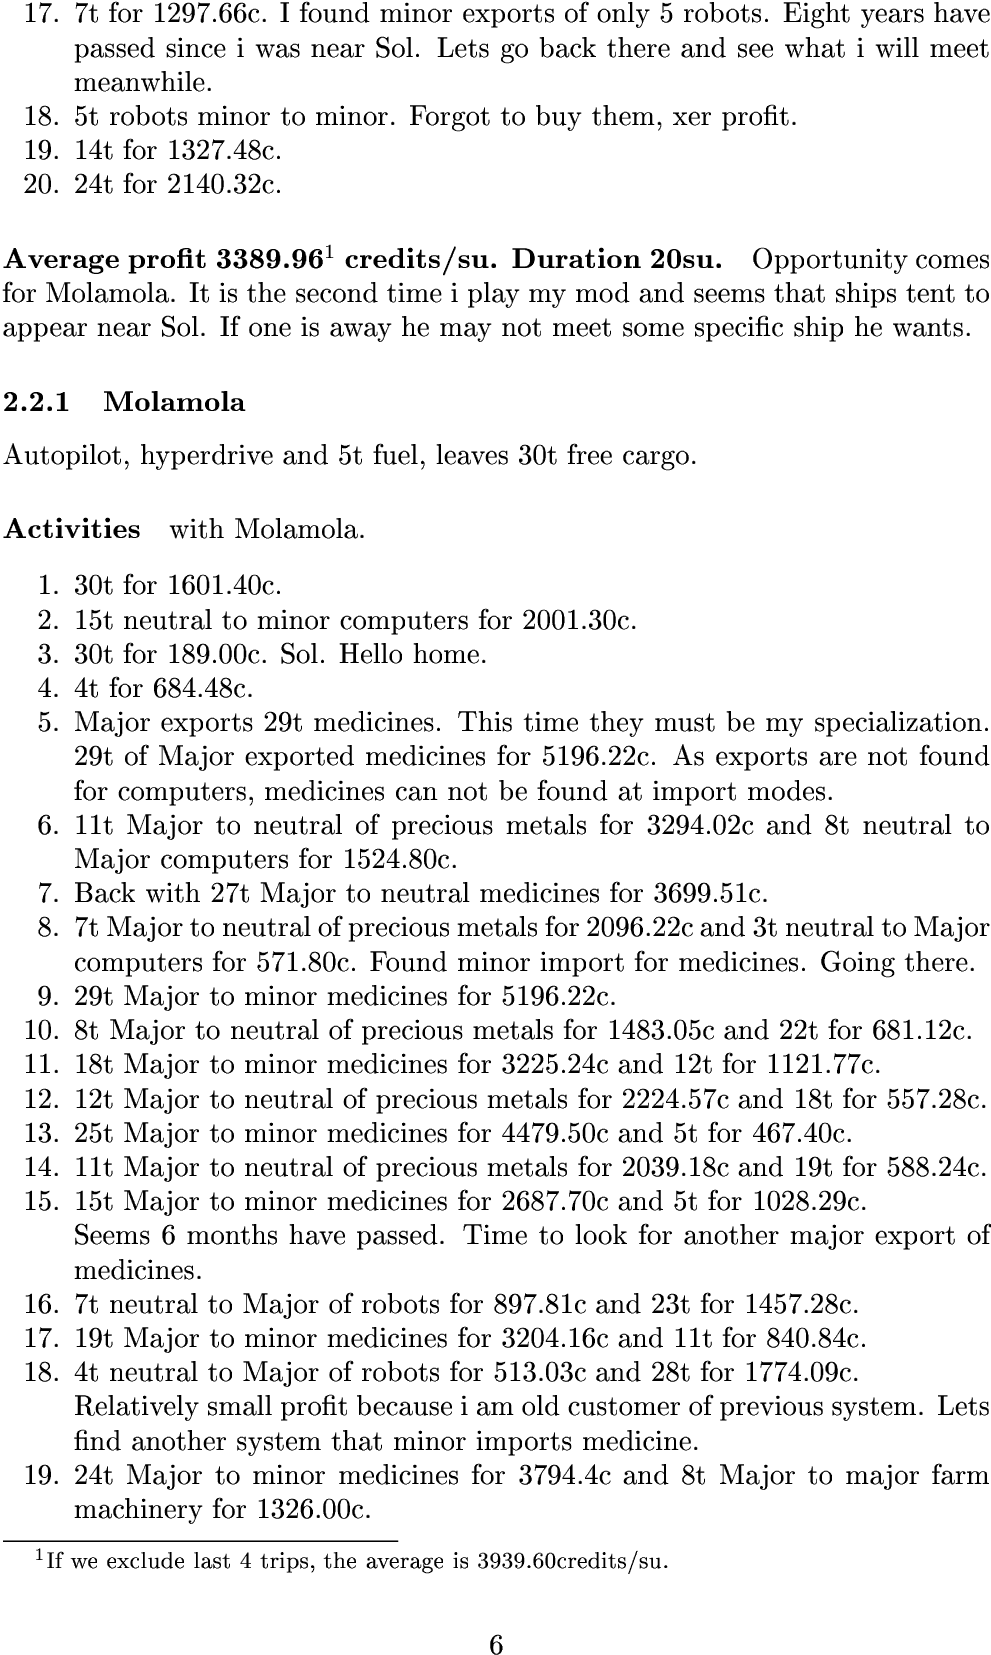 17. 7t for 1297.66c. I found minor exports of only 5 robots. Eight years have
passed since i was near Sol. Lets go back there and see what i will meet
meanwhile.
18. 5t robots minor to minor. Forgot to buy them, xer profit.
19. 14t for 1327.48c.
20. 24t for 2140.32c.
Average profit 3389.96¹ credits/su. Duration 20su. Opportunity comes
for Molamola. It is the second time i play my mod and seems that ships tent to
appear near Sol. If one is away he may not meet some specific ship he wants.
2.2.1 Molamola
Autopilot, hyperdrive and 5t fuel, leaves 30t free cargo.
Activities with Molamola.
1. 30t for 1601.40c.
2. 15t neutral to minor computers for 2001.30c.
3. 30t for 189.00c. Sol. Hello home.
4. 4t for 684.48c.
5. Major exports 29t medicines. This time they must be my specialization.
29t of Major exported medicines for 5196.22c. As exports are not found
for computers, medicines can not be found at import modes.
6. 11t Major to neutral of precious metals for 3294.02c and 8t neutral to
Major computers for 1524.80c.
7. Back with 27t Major to neutral medicines for 3699.51c.
8. 7t Major to neutral of precious metals for 2096.22c and 3t neutral to Major
computers for 571.80c. Found minor import for medicines. Going there.
9. 29t Major to minor medicines for 5196.22c.
10. 8t Major to neutral of precious metals for 1483.05c and 22t for 681.12c.
11. 18t Major to minor medicines for 3225.24c and 12t for 1121.77c.
12. 12t Major to neutral of precious metals for 2224.57c and 18t for 557.28c.
13. 25t Major to minor medicines for 4479.50c and 5t for 467.40c.
14. 11t Major to neutral of precious metals for 2039.18c and 19t for 588.24c.
15. 15t Major to minor medicines for 2687.70c and 5t for 1028.29c.
Seems 6 months have passed. Time to look for another major export of
medicines.
16. 7t neutral to Major of robots for 897.81c and 23t for 1457.28c.
17. 19t Major to minor medicines for 3204.16c and 11t for 840.84c.
18. 4t neutral to Major of robots for 513.03c and 28t for 1774.09c.
Relatively small profit because i am old customer of previous system. Lets
find another system that minor imports medicine.
19. 24t Major to minor medicines for 3794.4c and 8t Major to major farm
machinery for 1326.00c.
¹If we exclude last 4 trips, the average is 3939.60credits/su.
6